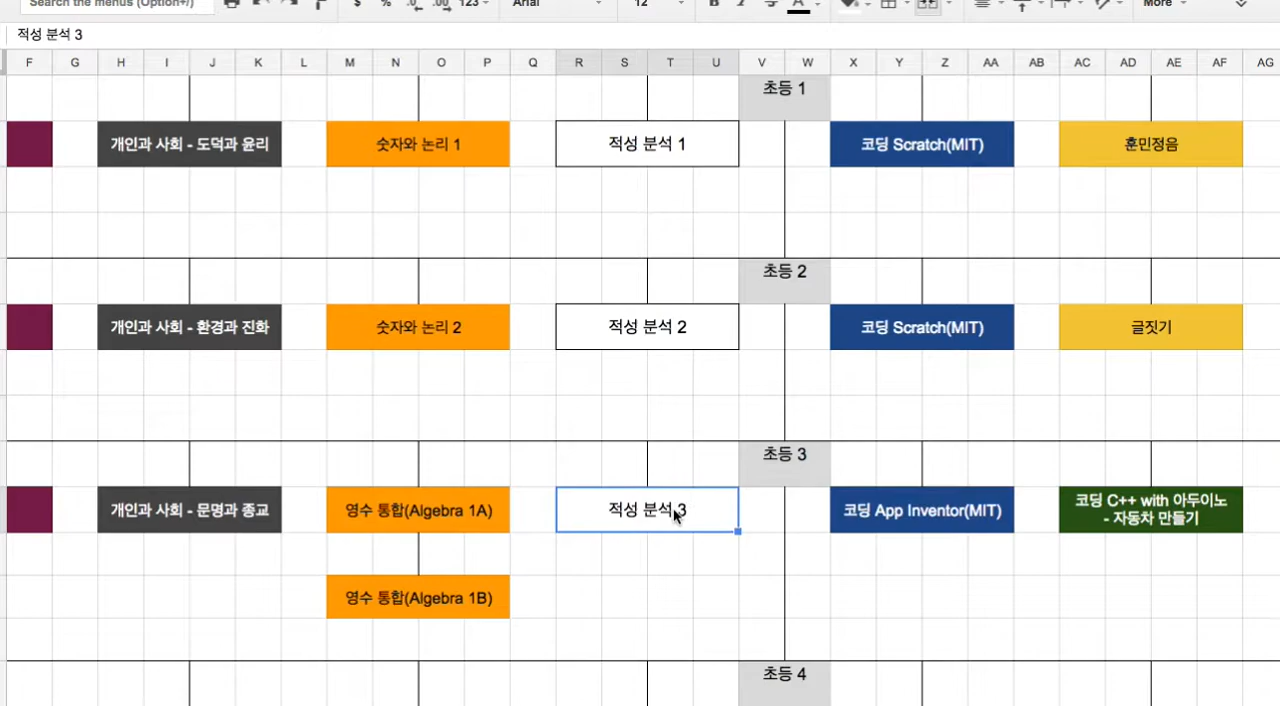 Search the menus (Option+/)
$ % .0 .00 123 Arial 12 B I A More
적성 분석 3
F G H I J K L M N O P Q R S T U V W X Y Z AA AB AC AD AE AF AG
초등 1
개인과 사회 - 도덕과 윤리
숫자와 논리 1
적성 분석 1
코딩 Scratch(MIT)
훈민정음
초등 2
개인과 사회 - 환경과 진화
숫자와 논리 2
적성 분석 2
코딩 Scratch(MIT)
글짓기
초등 3
개인과 사회 - 문명과 종교
영수 통합(Algebra 1A)
적성 분석 3
코딩 App Inventor(MIT)
코딩 C++ with 아두이노
- 자동차 만들기
영수 통합(Algebra 1B)
초등 4